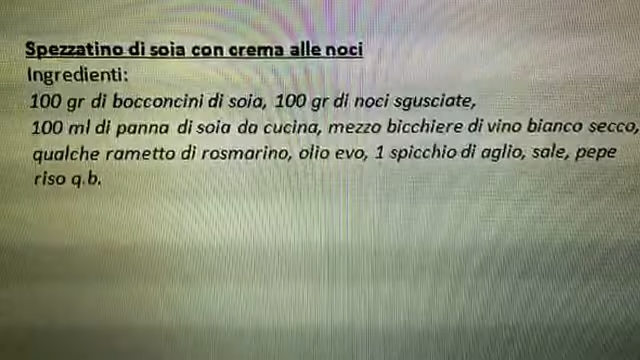 Spezzatino di soia con crema alle noci
Ingredienti:
100 gr di bocconcini di soia, 100 gr di noci sgusciate,
100 ml di panna di soia da cucina, mezzo bicchiere di vino bianco secco,
qualche rametto di rosmarino, olio evo, 1 spicchio di aglio, sale, pepe
riso q.b.